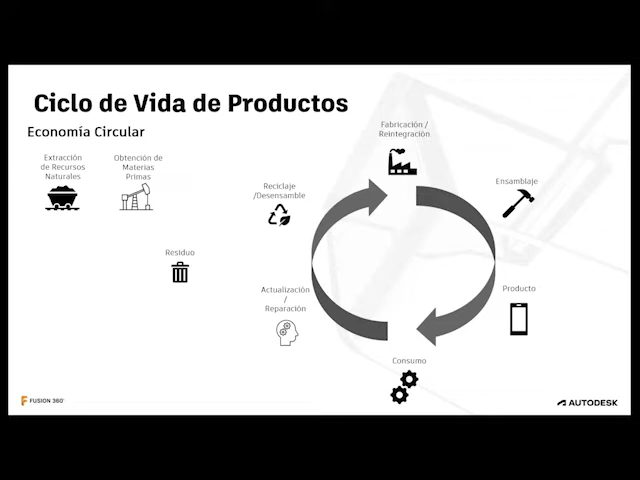 Ciclo de Vida de Productos
Economía Circular
Extracción
de Recursos
Naturales
Obtención de
Materias
Primas
Residuo
Fabricación /
Reintegración
Reciclaje
/Desensamble
Ensamblaje
Actualización
/
Reparación
Producto
Consumo
FUSION 360°
AUTODESK